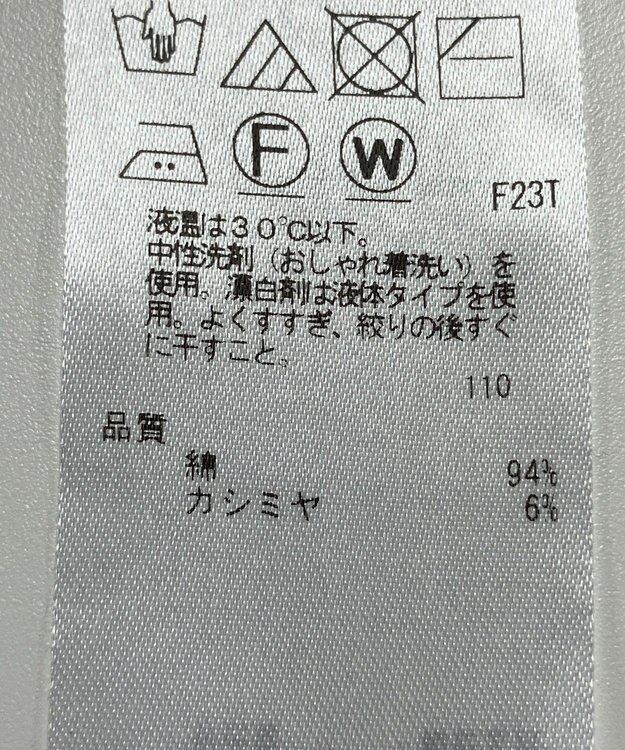 F W
F23T
液温は30℃以下。
中性洗剤（おしゃれ着洗い）を
使用。漂白剤は液体タイプを使
用。よくすすぎ、絞りの後すぐ
に干すこと。
110
品質
綿 94%
カシミヤ 6%